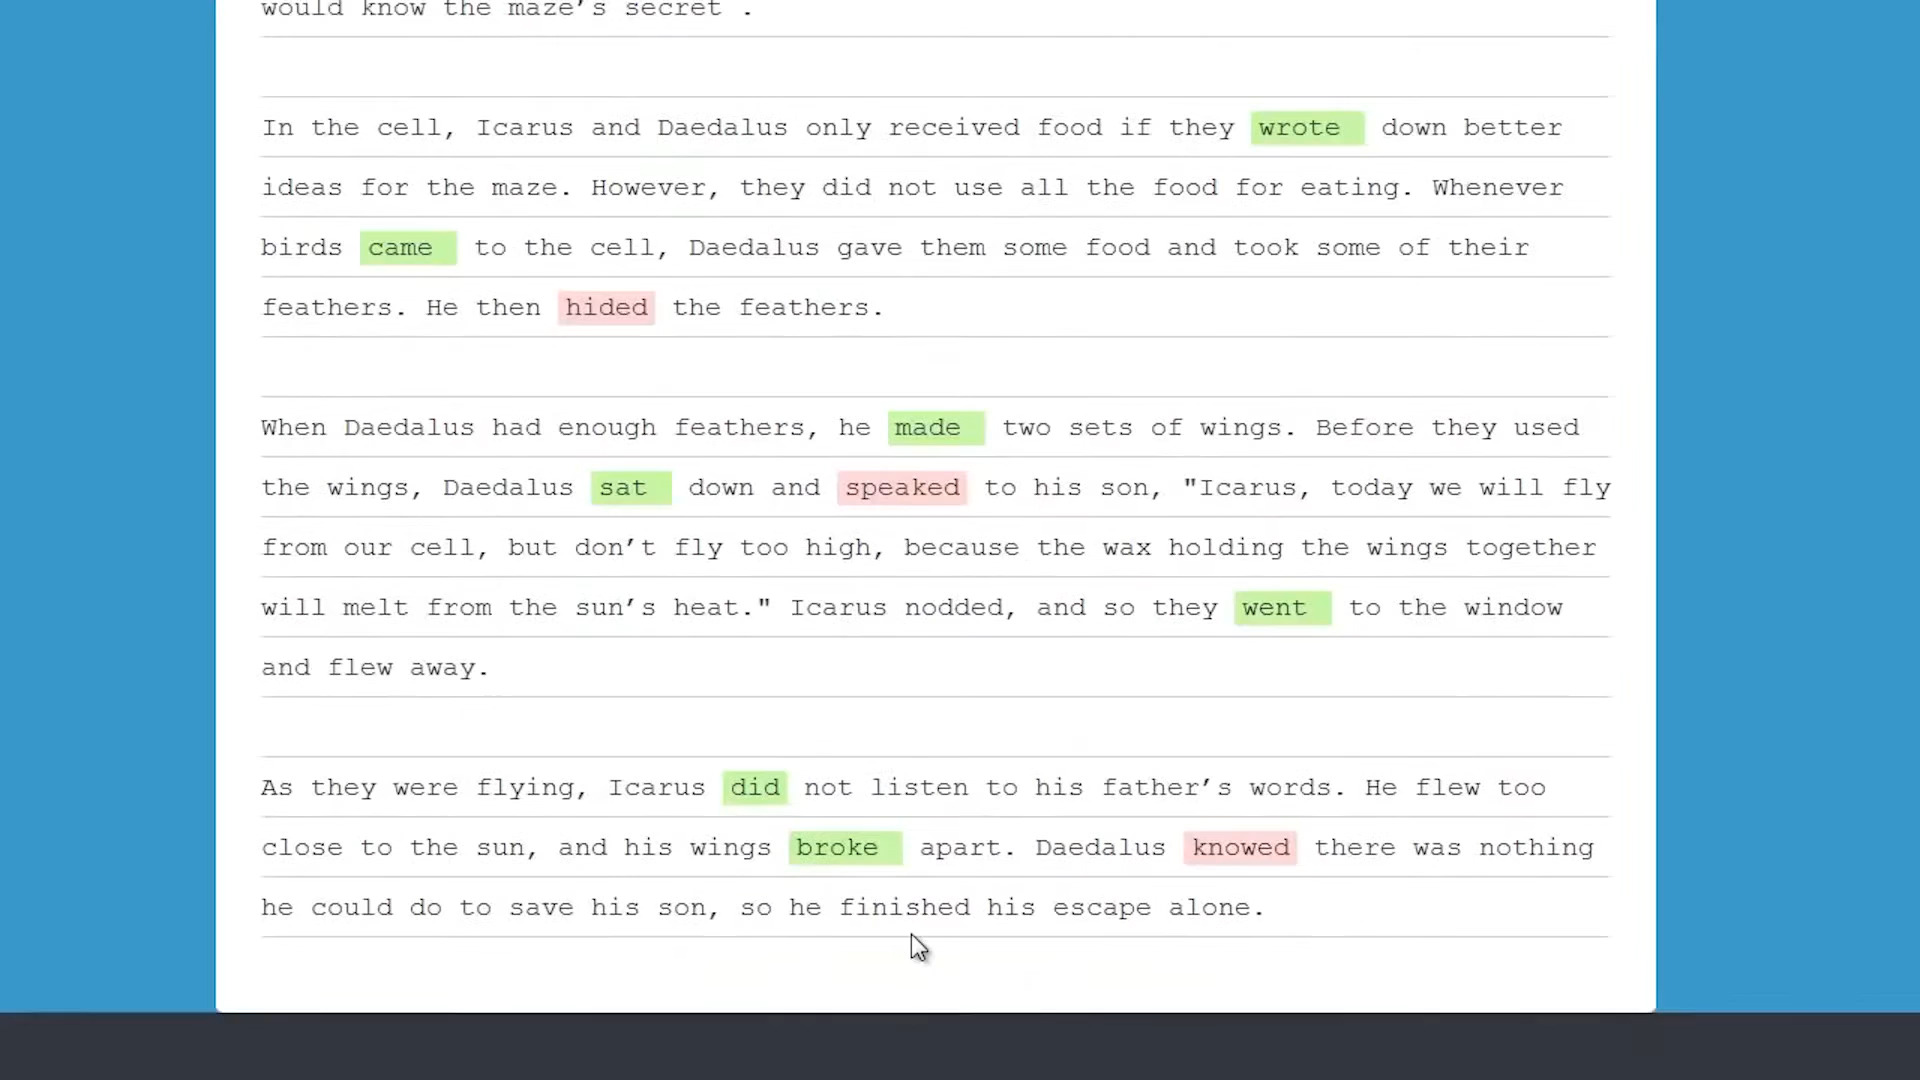 would know the maze’s secret .
In the cell, Icarus and Daedalus only received food if they wrote down better
ideas for the maze. However, they did not use all the food for eating. Whenever
birds came to the cell, Daedalus gave them some food and took some of their
feathers. He then hided the feathers.
When Daedalus had enough feathers, he made two sets of wings. Before they used
the wings, Daedalus sat down and speaked to his son, "Icarus, today we will fly
from our cell, but don’t fly too high, because the wax holding the wings together
will melt from the sun’s heat." Icarus nodded, and so they went to the window
and flew away.
As they were flying, Icarus did not listen to his father’s words. He flew too
close to the sun, and his wings broke apart. Daedalus knowed there was nothing
he could do to save his son, so he finished his escape alone.